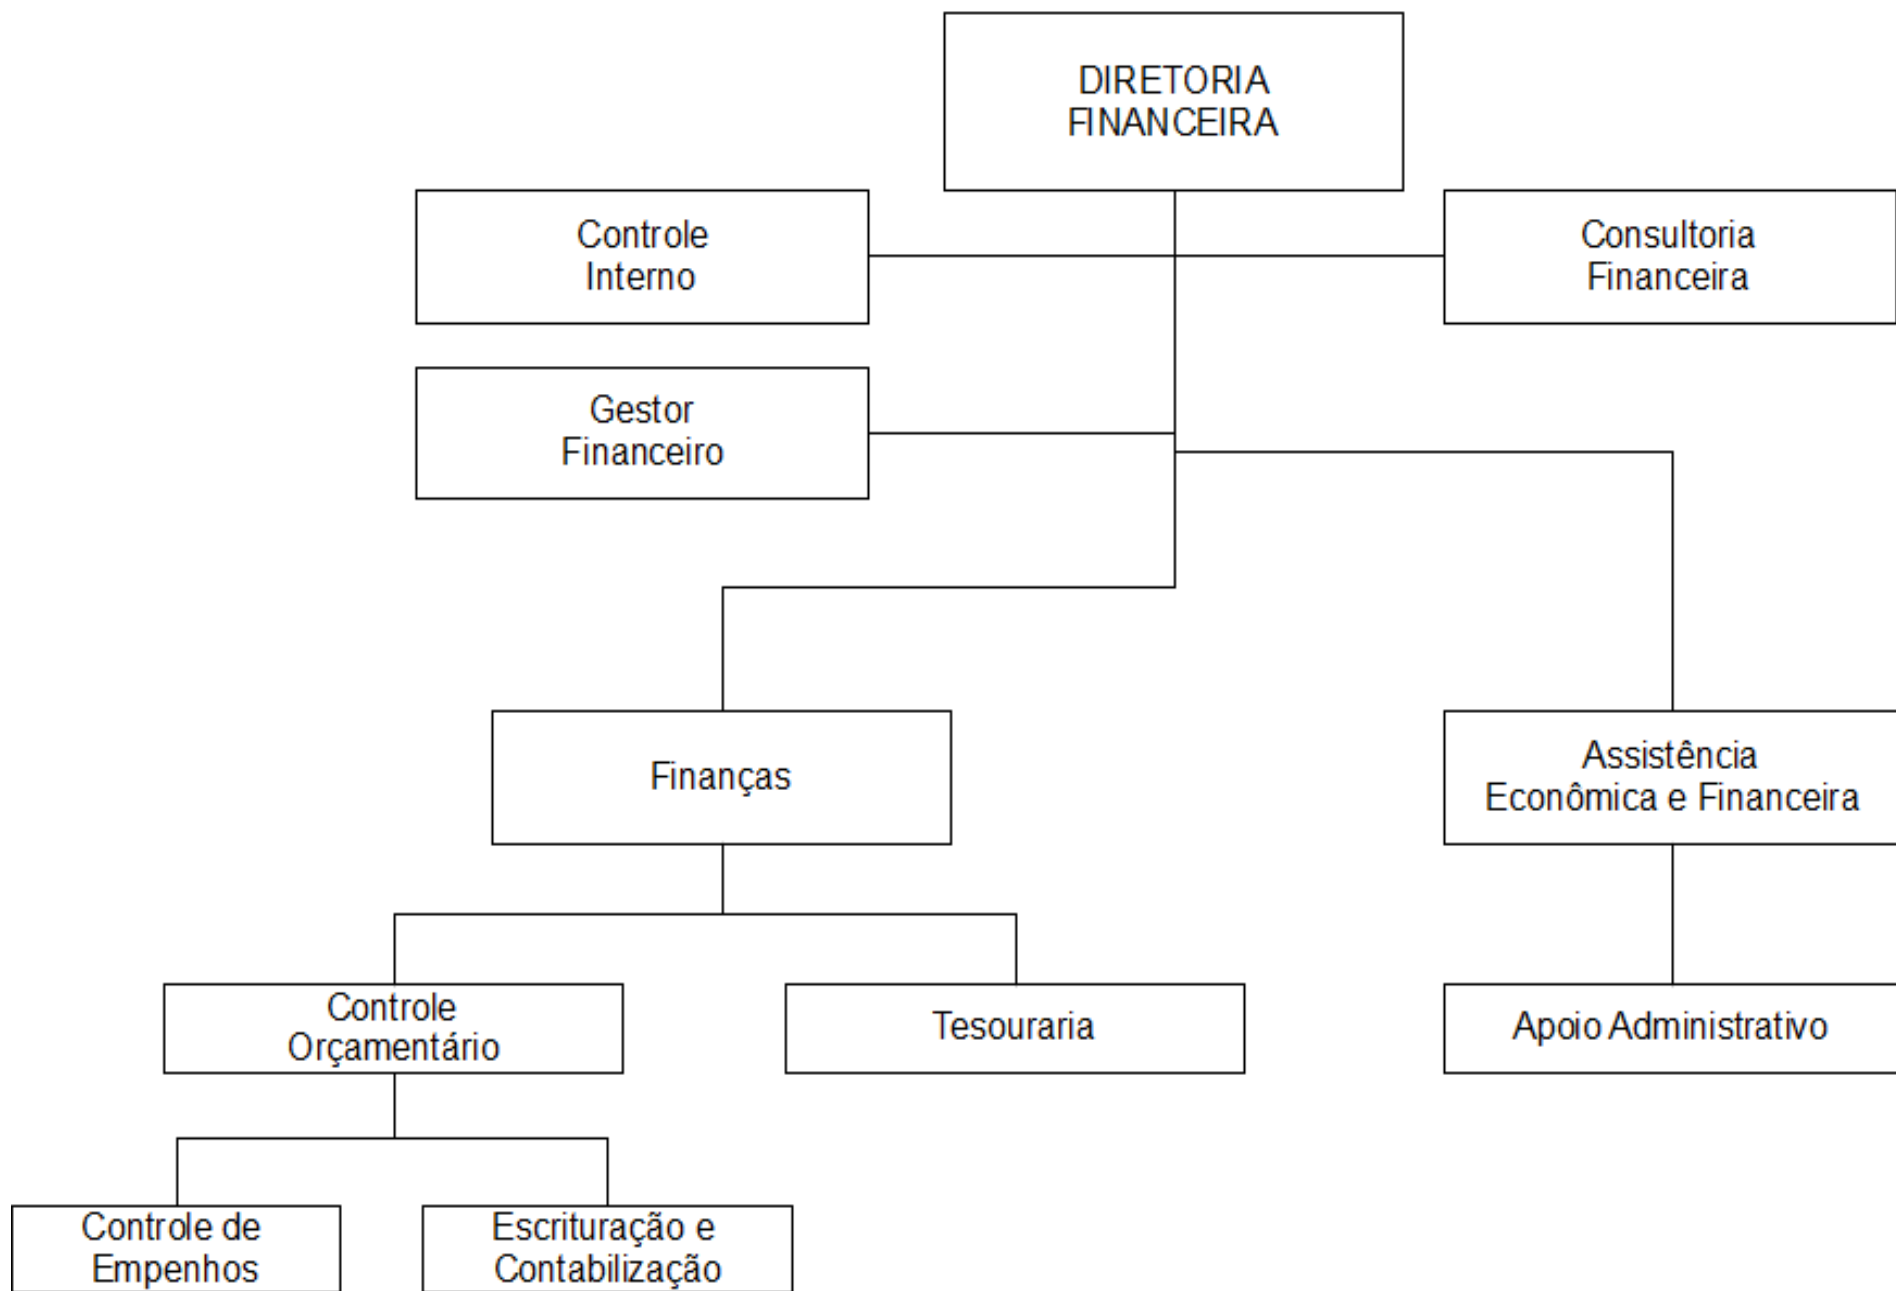 DIRETORIA
FINANCEIRA
Controle
Interno
Consultoria
Financeira
Gestor
Financeiro
Finanças
Assistência
Econômica e Financeira
Controle
Orçamentário
Tesouraria
Apoio Administrativo
Controle de
Empenhos
Escrituração e
Contabilização